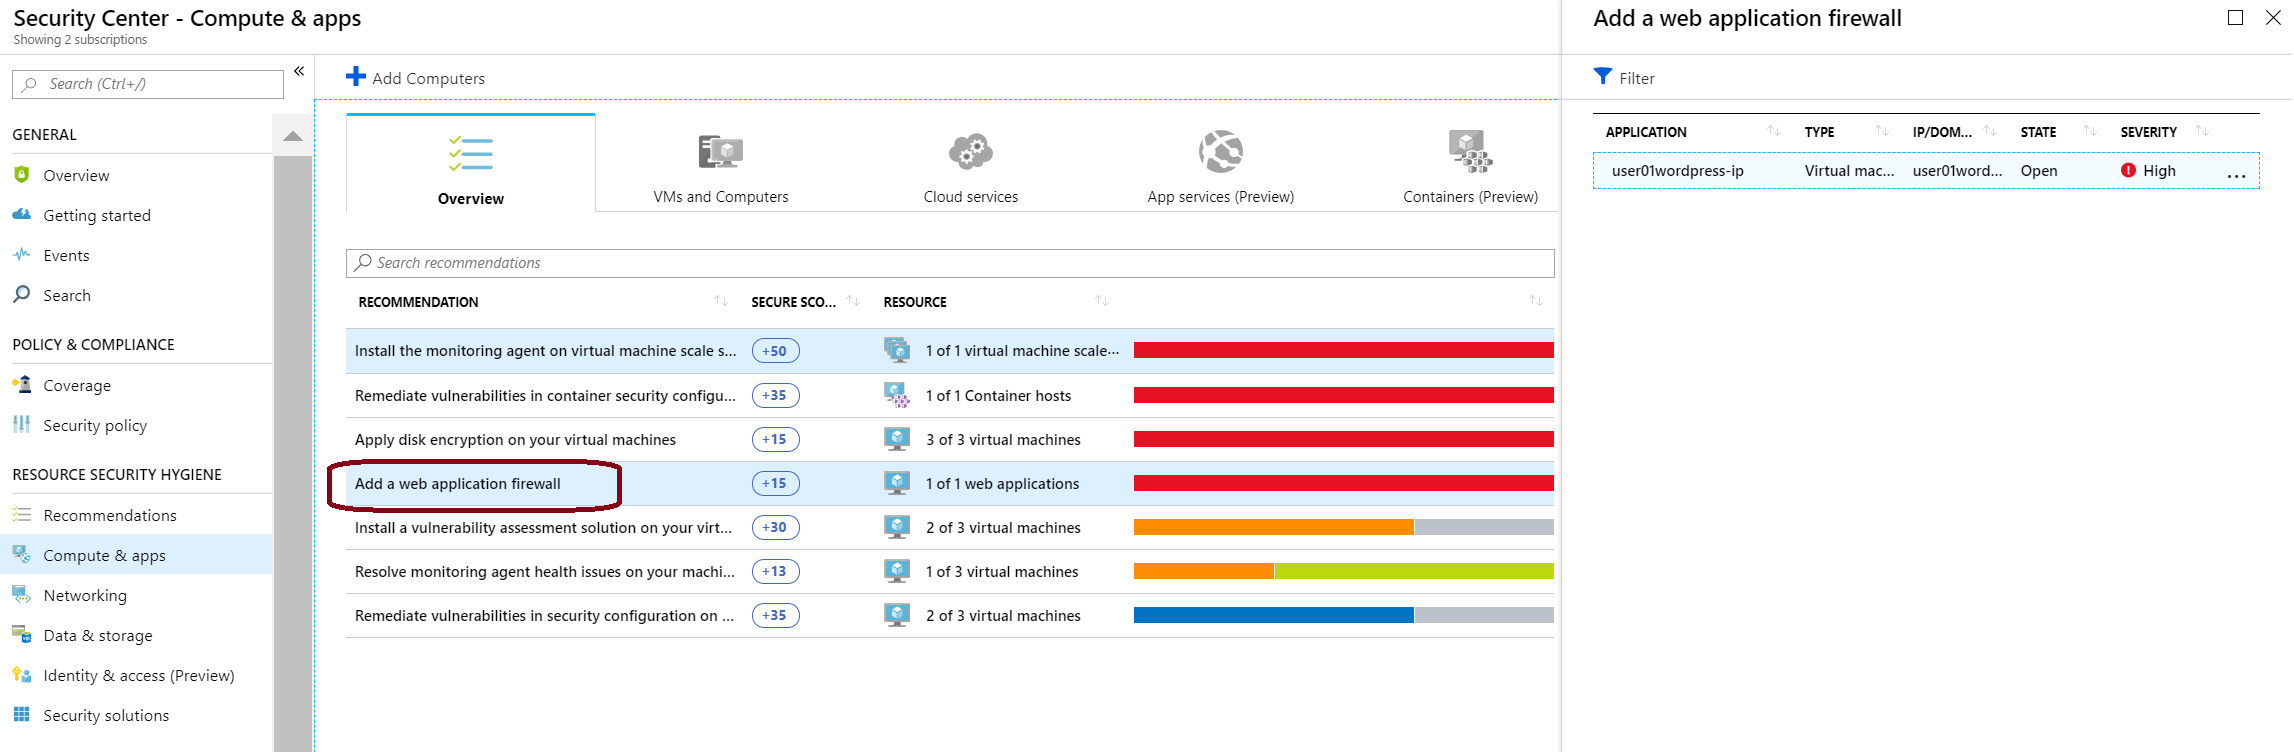 Security Center - Compute & apps
Showing 2 subscriptions
Search (Ctrl+/)
«
GENERAL
Overview
Getting started
Events
Search
POLICY & COMPLIANCE
Coverage
Security policy
RESOURCE SECURITY HYGIENE
Recommendations
Compute & apps
Networking
Data & storage
Identity & access (Preview)
Security solutions
Add Computers
Overview
VMs and Computers
Cloud services
App services (Preview)
Containers (Preview)
Search recommendations
RECOMMENDATION SECURE SCO... RESOURCE
Install the monitoring agent on virtual machine scale s... +50 1 of 1 virtual machine scale...
Remediate vulnerabilities in container security configu... +35 1 of 1 Container hosts
Apply disk encryption on your virtual machines +15 3 of 3 virtual machines
Add a web application firewall +15 1 of 1 web applications
Install a vulnerability assessment solution on your virt... +30 2 of 3 virtual machines
Resolve monitoring agent health issues on your machi... +13 1 of 3 virtual machines
Remediate vulnerabilities in security configuration on ... +35 2 of 3 virtual machines
Add a web application firewall
Filter
APPLICATION TYPE IP/DOM... STATE SEVERITY
user01wordpress-ip Virtual mac... user01word... Open High ...